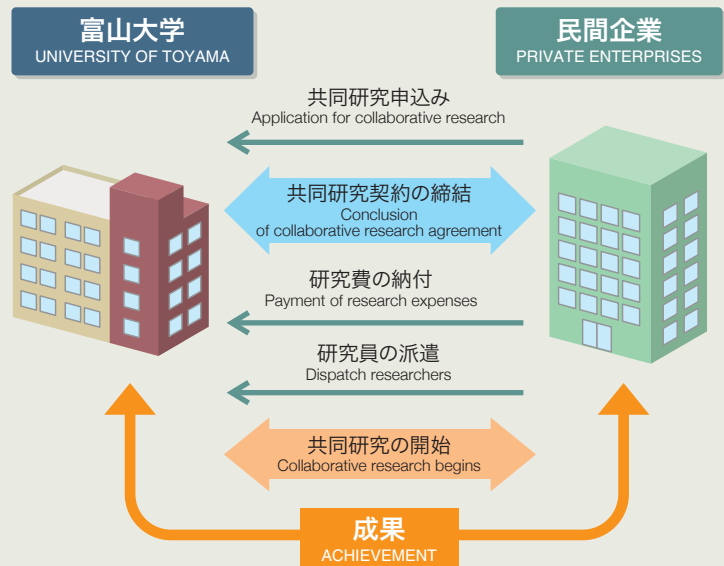 富山大学
UNIVERSITY OF TOYAMA
民間企業
PRIVATE ENTERPRISES
共同研究申込み
Application for collaborative research
共同研究契約の締結
Conclusion
of collaborative research agreement
研究費の納付
Payment of research expenses
研究員の派遣
Dispatch researchers
共同研究の開始
Collaborative research begins
成果
ACHIEVEMENT